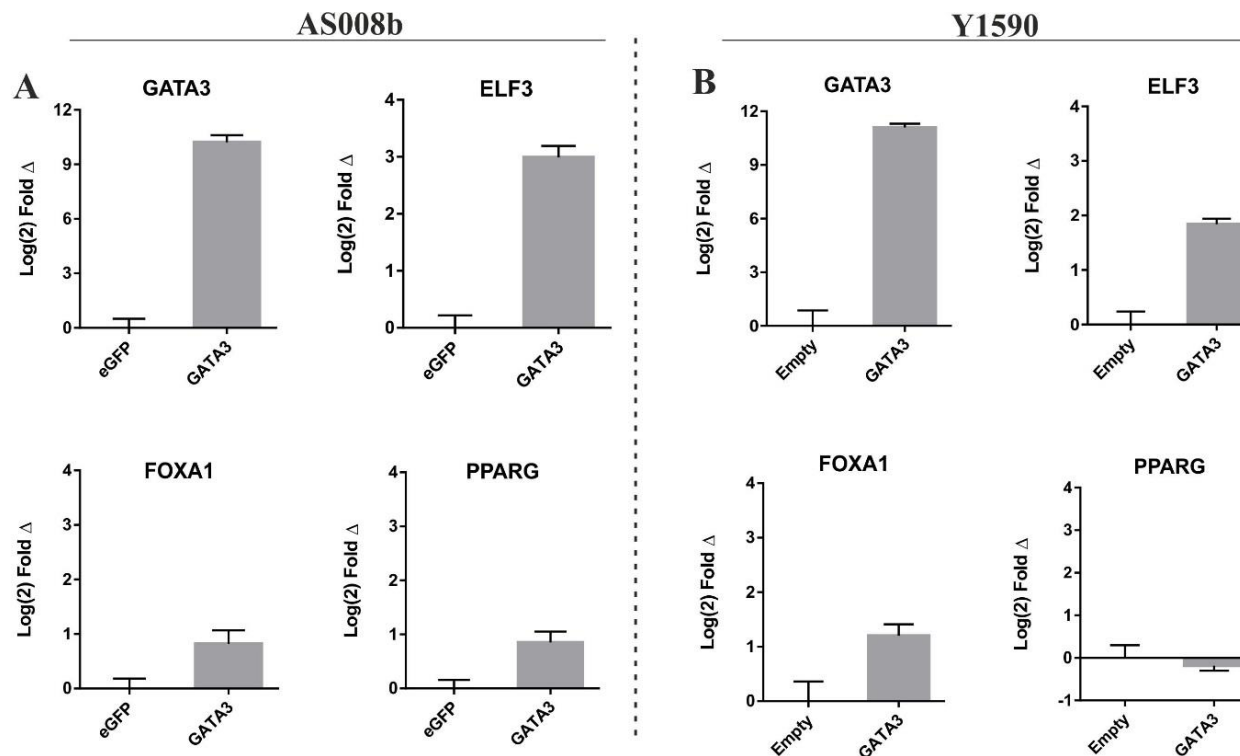 AS008b
Y1590
A
GATA3
Log(2) Fold Δ
12
9
6
3
0
eGFP
GATA3
ELF3
Log(2) Fold Δ
4
3
2
1
0
eGFP
GATA3
B
GATA3
Log(2) Fold Δ
12
9
6
3
0
Empty
GATA3
ELF3
Log(2) Fold Δ
4
3
2
1
0
Empty
GATA3
FOXA1
Log(2) Fold Δ
4
3
2
1
0
eGFP
GATA3
PPARG
Log(2) Fold Δ
4
3
2
1
0
eGFP
GATA3
FOXA1
Log(2) Fold Δ
4
3
2
1
0
Empty
GATA3
PPARG
Log(2) Fold Δ
4
3
2
1
0
-1
Empty
GATA3